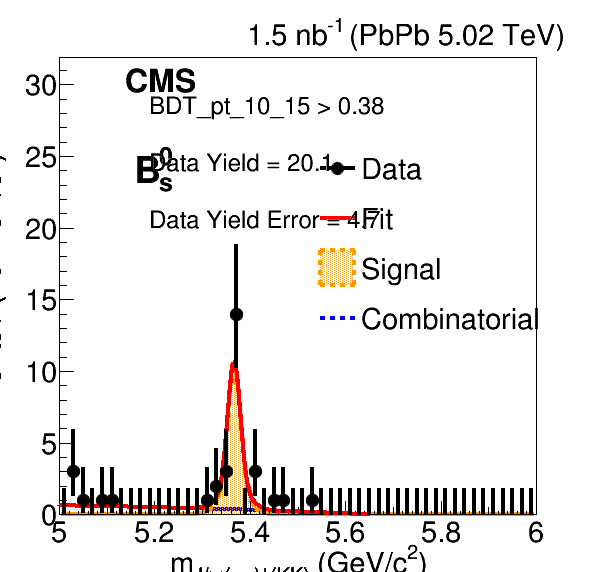 1.5 nb⁻¹ (PbPb 5.02 TeV)
CMS
BDT_pt_10_15 > 0.38
B⁰ₛ
Data Yield = 20.1
Data Yield Error = 4.7
Data
Fit
Signal
Combinatorial
30
25
20
15
10
5
0
5 5.2 5.4 5.6 5.8 6
m (GeV/c²)